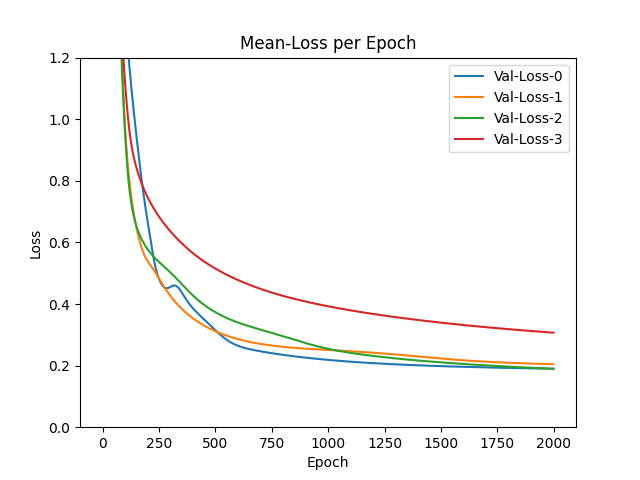 Mean-Loss per Epoch
1.2
1.0
0.8
0.6
0.4
0.2
0.0
Loss
Val-Loss-0
Val-Loss-1
Val-Loss-2
Val-Loss-3
0 250 500 750 1000 1250 1500 1750 2000
Epoch